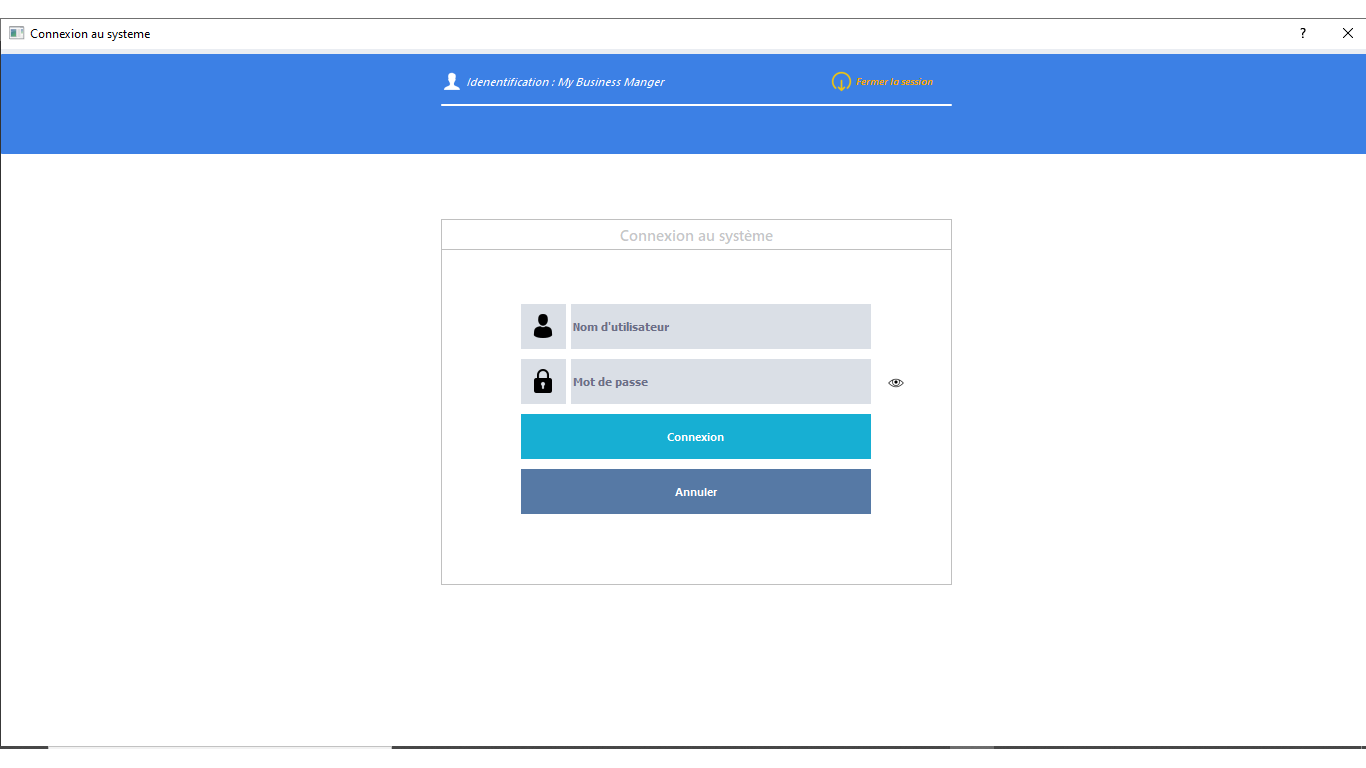 Connexion au systeme
?
Idenentification : My Business Manger
Fermer la session
Connexion au système
Nom d'utilisateur
Mot de passe
Connexion
Annuler